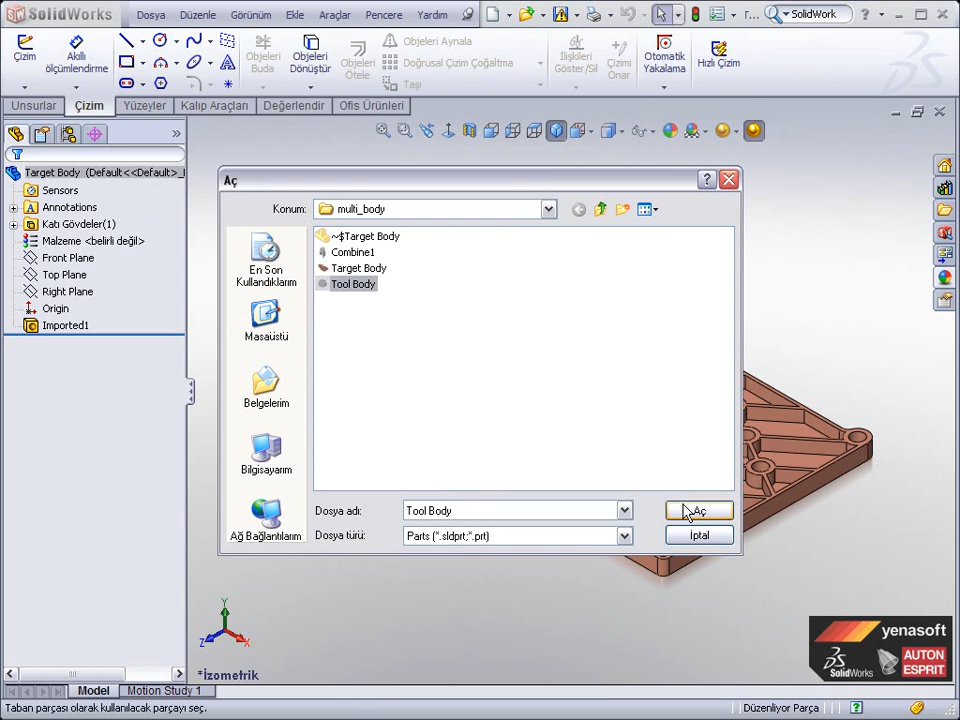 SolidWorks
Dosya Düzenle Görünüm Ekle Araçlar Pencere Yardım
r... SolidWork
Çizim
Akıllı ölçümlendirme
Objeleri Buda
Objeleri Dönüştür
Objeleri Ötele
Objeleri Aynala
Doğrusal Çizim Çoğaltma
Taşı
İlişkileri Göster/Sil
Çizimi Onar
Otomatik Yakalama
Hızlı Çizim
Unsurlar Çizim Yüzeyler Kalıp Araçları Değerlendir Ofis Ürünleri
Target Body (Default<<Default>_I
Sensors
Annotations
Katı Gövdeler(1)
Malzeme <belirli değil>
Front Plane
Top Plane
Right Plane
Origin
Imported1
Aç
Konum: multi_body
~$Target Body
Combine1
Target Body
Tool Body
En Son Kullandıklarım
Masaüstü
Belgelerim
Bilgisayarım
Ağ Bağlantılarım
Dosya adı: Tool Body Aç
Dosya türü: Parts (*.sldprt;*.prt) İptal
Y
Z X
*İzometrik
yenasoft
SolidWorks
AUTON
ESPRIT
Model Motion Study 1
Taban parçası olarak kullanılacak parçayı seç. Düzenliyor Parça